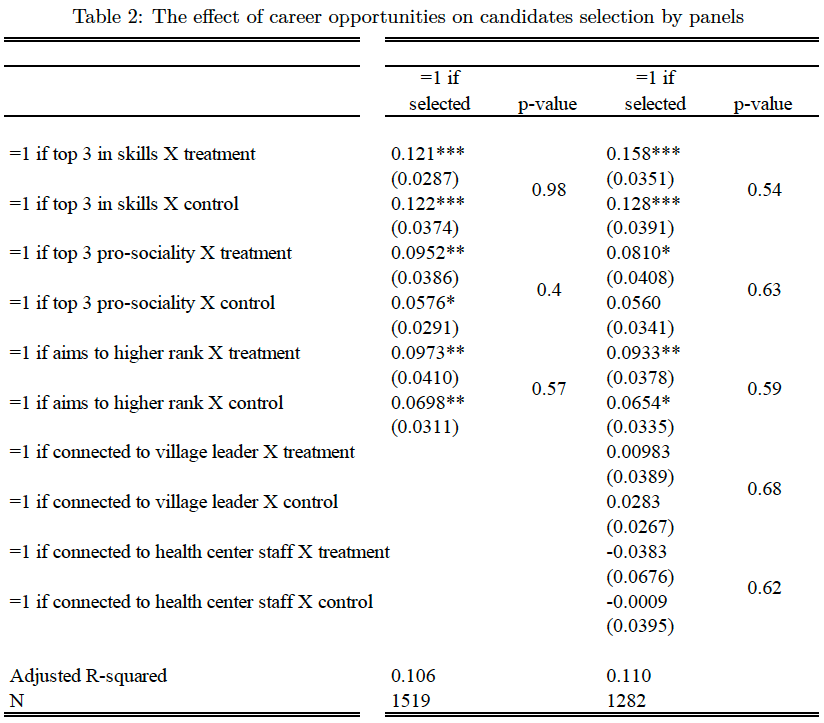 Table 2: The effect of career opportunities on candidates selection by panels
=1 if =1 if
selected p-value selected p-value
=1 if top 3 in skills X treatment 0.121*** 0.158***
(0.0287) (0.0351)
0.98 0.54
=1 if top 3 in skills X control 0.122*** 0.128***
(0.0374) (0.0391)
=1 if top 3 pro-sociality X treatment 0.0952** 0.0810*
(0.0386) (0.0408)
0.4 0.63
=1 if top 3 pro-sociality X control 0.0576* 0.0560
(0.0291) (0.0341)
=1 if aims to higher rank X treatment 0.0973** 0.0933**
(0.0410) (0.0378)
0.57 0.59
=1 if aims to higher rank X control 0.0698** 0.0654*
(0.0311) (0.0335)
=1 if connected to village leader X treatment 0.00983
(0.0389)
0.68
=1 if connected to village leader X control 0.0283
(0.0267)
=1 if connected to health center staff X treatment -0.0383
(0.0676)
0.62
=1 if connected to health center staff X control -0.0009
(0.0395)
Adjusted R-squared 0.106 0.110
N 1519 1282